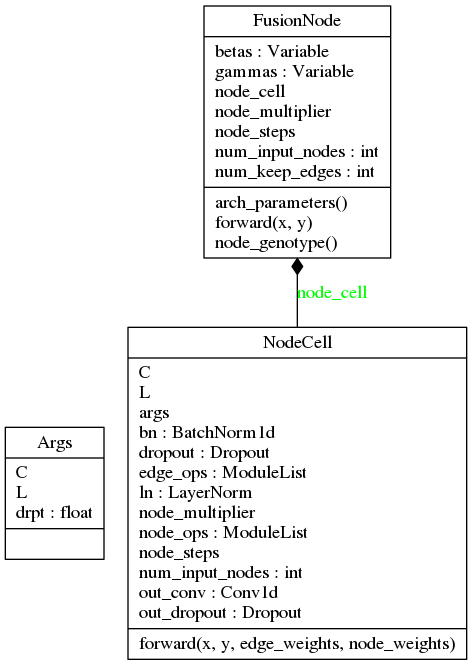 FusionNode
betas : Variable
gammas : Variable
node_cell
node_multiplier
node_steps
num_input_nodes : int
num_keep_edges : int
arch_parameters()
forward(x, y)
node_genotype()
node_cell
NodeCell
C
L
args
bn : BatchNorm1d
dropout : Dropout
edge_ops : ModuleList
ln : LayerNorm
node_multiplier
node_ops : ModuleList
node_steps
num_input_nodes : int
out_conv : Conv1d
out_dropout : Dropout
forward(x, y, edge_weights, node_weights)
Args
C
L
drpt : float